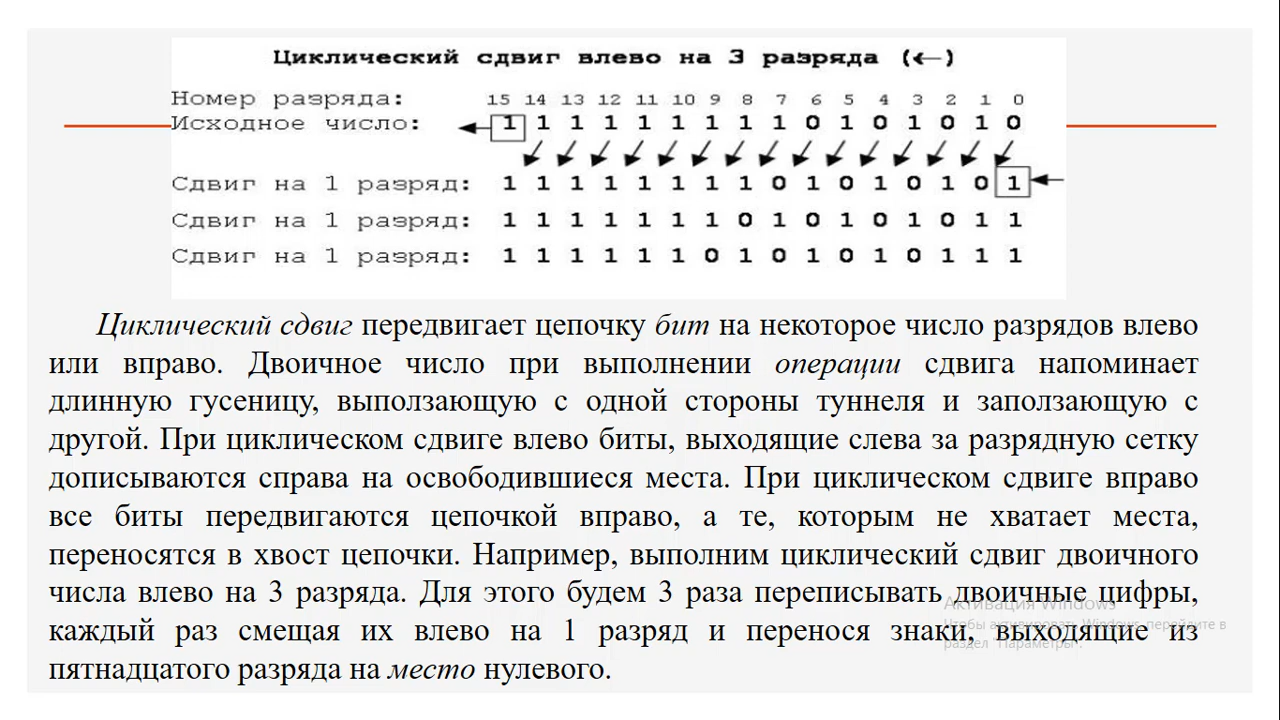 Циклический сдвиг влево на 3 разряда (←)
Номер разряда: 15 14 13 12 11 10 9 8 7 6 5 4 3 2 1 0
Исходное число: 1 1 1 1 1 1 1 1 1 0 1 0 1 0 1 0
Сдвиг на 1 разряд: 1 1 1 1 1 1 1 1 0 1 0 1 0 1 0 1
Сдвиг на 1 разряд: 1 1 1 1 1 1 1 0 1 0 1 0 1 0 1 1
Сдвиг на 1 разряд: 1 1 1 1 1 1 0 1 0 1 0 1 0 1 1 1
Циклический сдвиг передвигает цепочку бит на некоторое число разрядов влево
или вправо. Двоичное число при выполнении операции сдвига напоминает
длинную гусеницу, выползающую с одной стороны туннеля и заползающую с
другой. При циклическом сдвиге влево биты, выходящие слева за разрядную сетку
дописываются справа на освободившиеся места. При циклическом сдвиге вправо
все биты передвигаются цепочкой вправо, а те, которым не хватает места,
переносятся в хвост цепочки. Например, выполним циклический сдвиг двоичного
числа влево на 3 разряда. Для этого будем 3 раза переписывать двоичные цифры,
каждый раз смещая их влево на 1 разряд и перенося знаки, выходящие из
пятнадцатого разряда на место нулевого.
Активация Windows
Чтобы активировать Windows, перейдите в
раздел "Параметры".